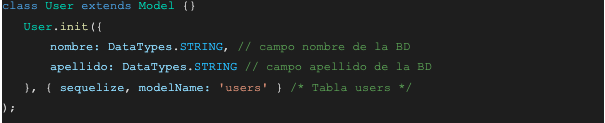 class User extends Model {}
User.init({
nombre: DataTypes.STRING, // campo nombre de la BD
apellido: DataTypes.STRING // campo apellido de la BD
}, { sequelize, modelName: 'users' } /* Tabla users */
);